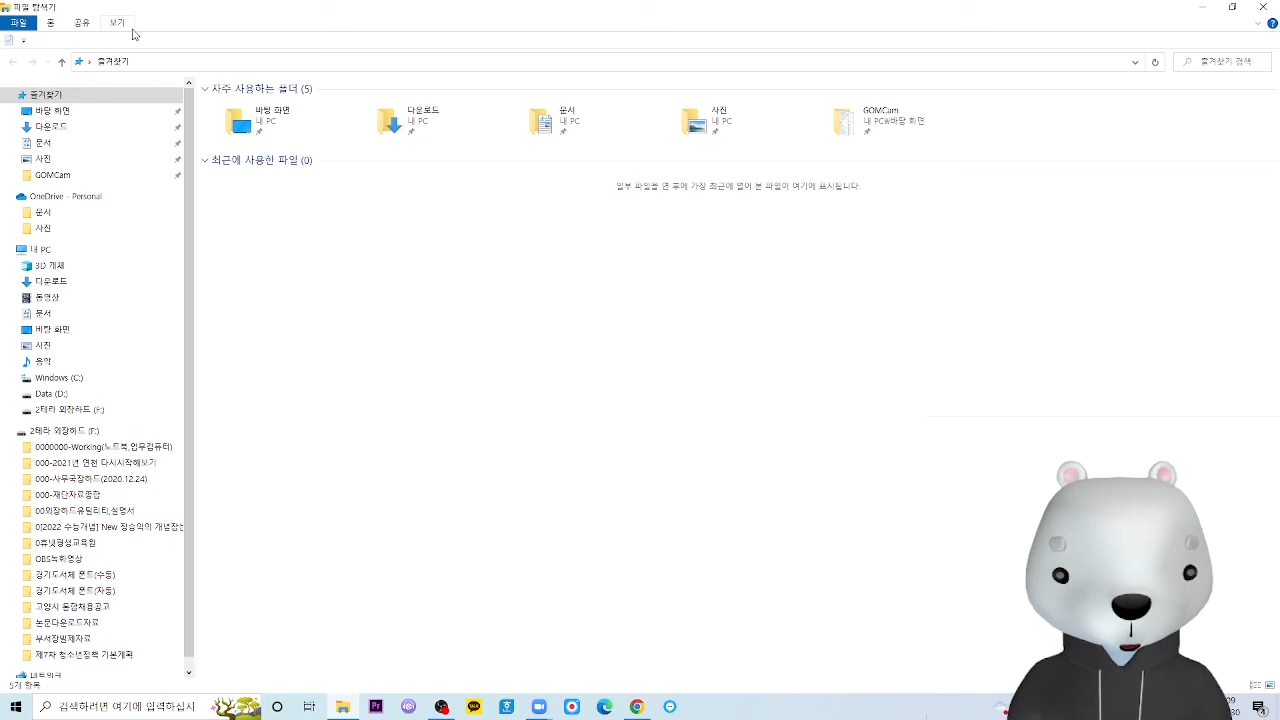 파일 탐색기
파일 홈 공유 보기
즐겨찾기
즐겨찾기 검색
즐겨찾기
바탕 화면
다운로드
문서
사진
GOMCam
OneDrive - Personal
문서
사진
내 PC
3D 개체
다운로드
동영상
문서
바탕 화면
사진
음악
Windows (C:)
Data (D:)
2테라 외장하드 (F:)
2테라 외장하드 (F:)
0000000-Working(노트북,업무컴퓨터)
000-2021년 연천 다시시작해보기
000-사무국장하드(2020.12.24)
000-재단자료종합
00외장하드유틸리티,설명서
0[2022 수능개념] New 정승익의 개념잡는
0휴넷평생교육원
OBS녹화영상
경기도서체 폰트(수동)
경기도서체 폰트(자동)
고양시 통합채용공고
논문다운로드자료
부서장발제자료
제7차 청소년정책 기본계획
네트워크
5개 항목
자주 사용하는 폴더 (5)
바탕 화면
내 PC
다운로드
내 PC
문서
내 PC
사진
내 PC
GOMCam
내 PC\바탕 화면
최근에 사용한 파일 (0)
일부 파일을 연 후에 가장 최근에 열어 본 파일이 여기에 표시됩니다.
검색하려면 여기에 입력하십시
Pr
TALK